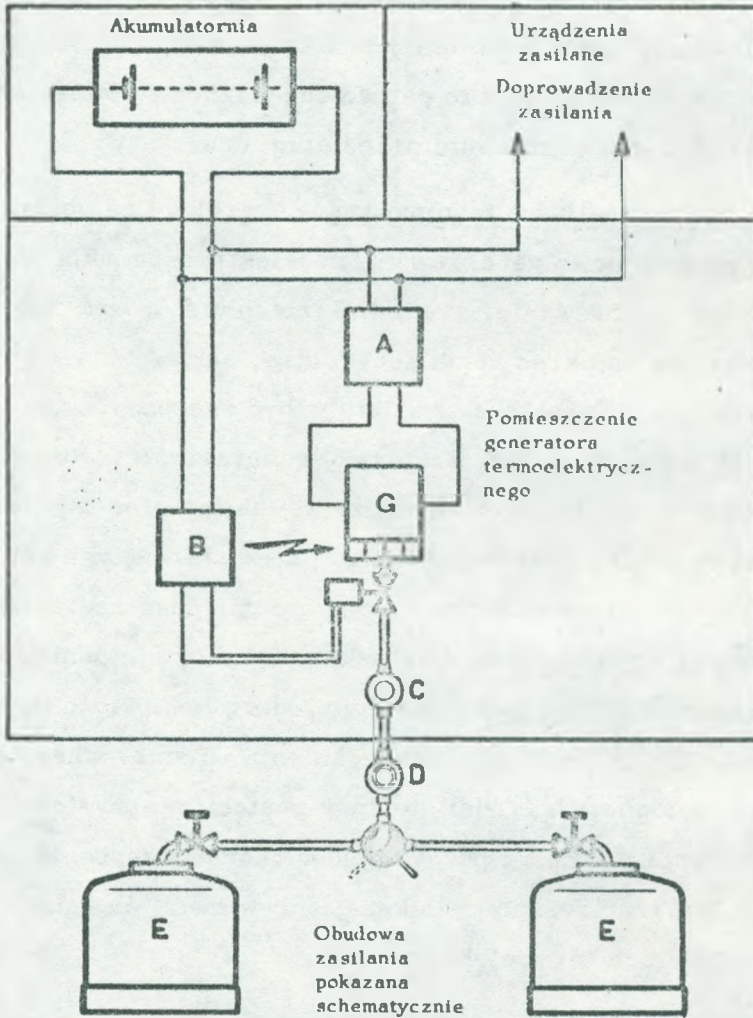 Akumulatornia
Urządzenia
zasilane
Doprowadzenie
zasilania
A
Pomieszczenie
generatora
termoelektrycz-
nego
G
B
C
D
E
E
Obudowa
zasilania
pokazana
schematycznie